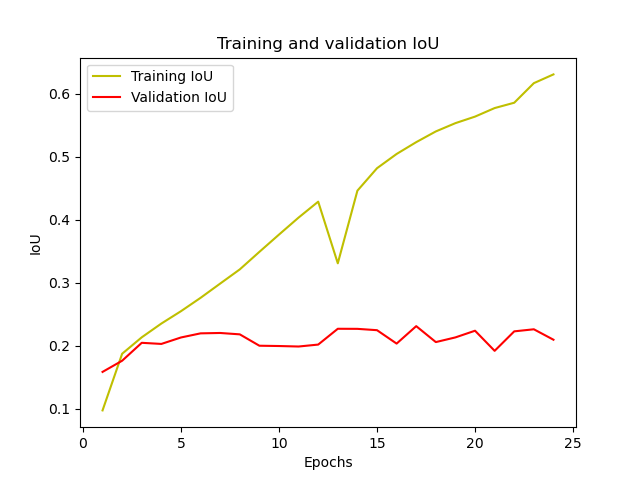 Training and validation IoU
Training IoU
Validation IoU
0.6
0.5
0.4
0.3
0.2
0.1
IoU
0 5 10 15 20 25
Epochs